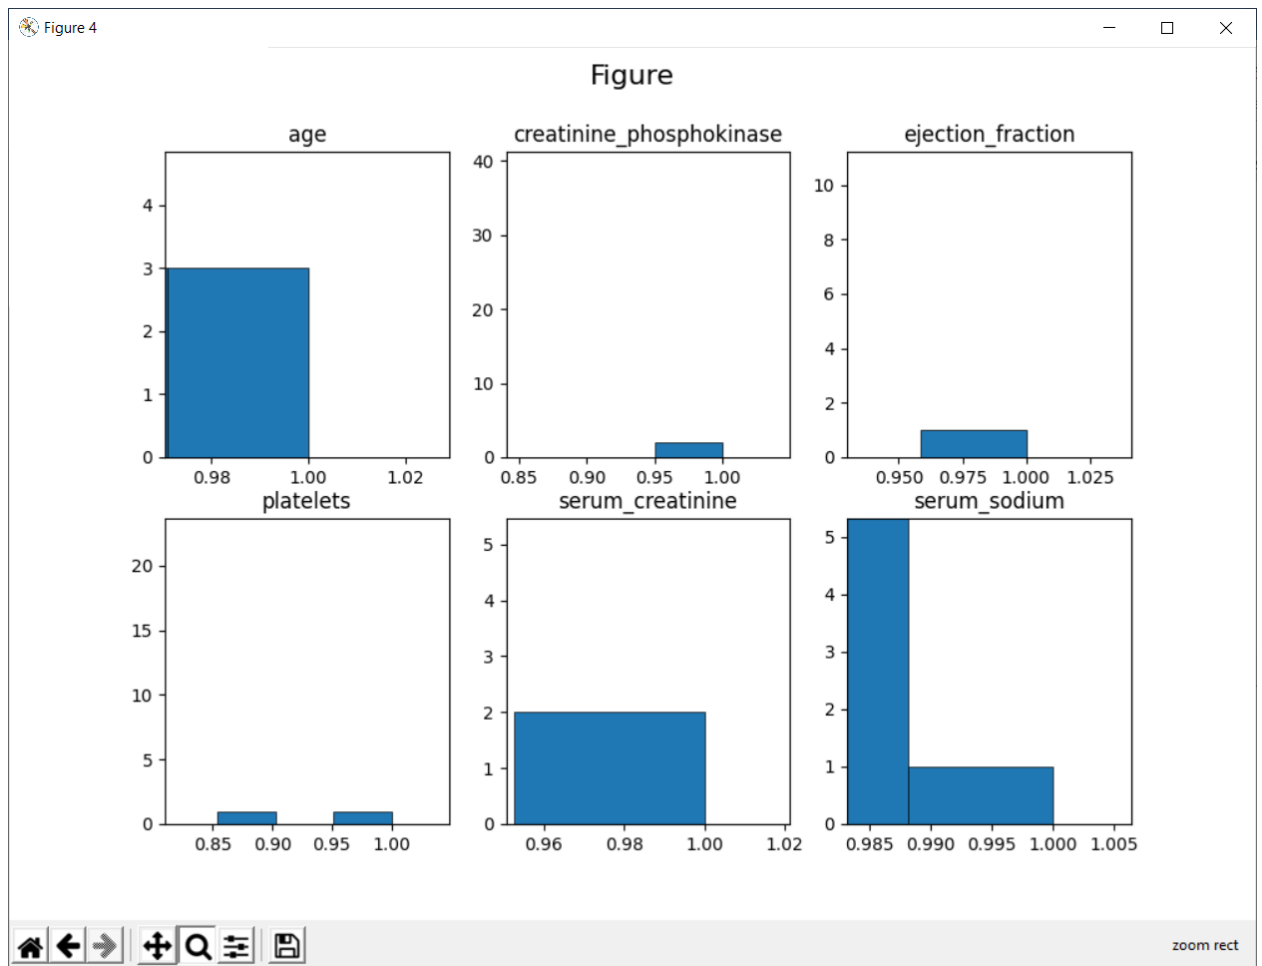 Figure 4
Figure
age
creatinine_phosphokinase
ejection_fraction
4
3
2
1
0
0.98 1.00 1.02
40
30
20
10
0
0.85 0.90 0.95 1.00
10
8
6
4
2
0
0.950 0.975 1.000 1.025
platelets
serum_creatinine
serum_sodium
20
15
10
5
0
0.85 0.90 0.95 1.00
5
4
3
2
1
0
0.96 0.98 1.00 1.02
5
4
3
2
1
0
0.985 0.990 0.995 1.000 1.005
zoom rect